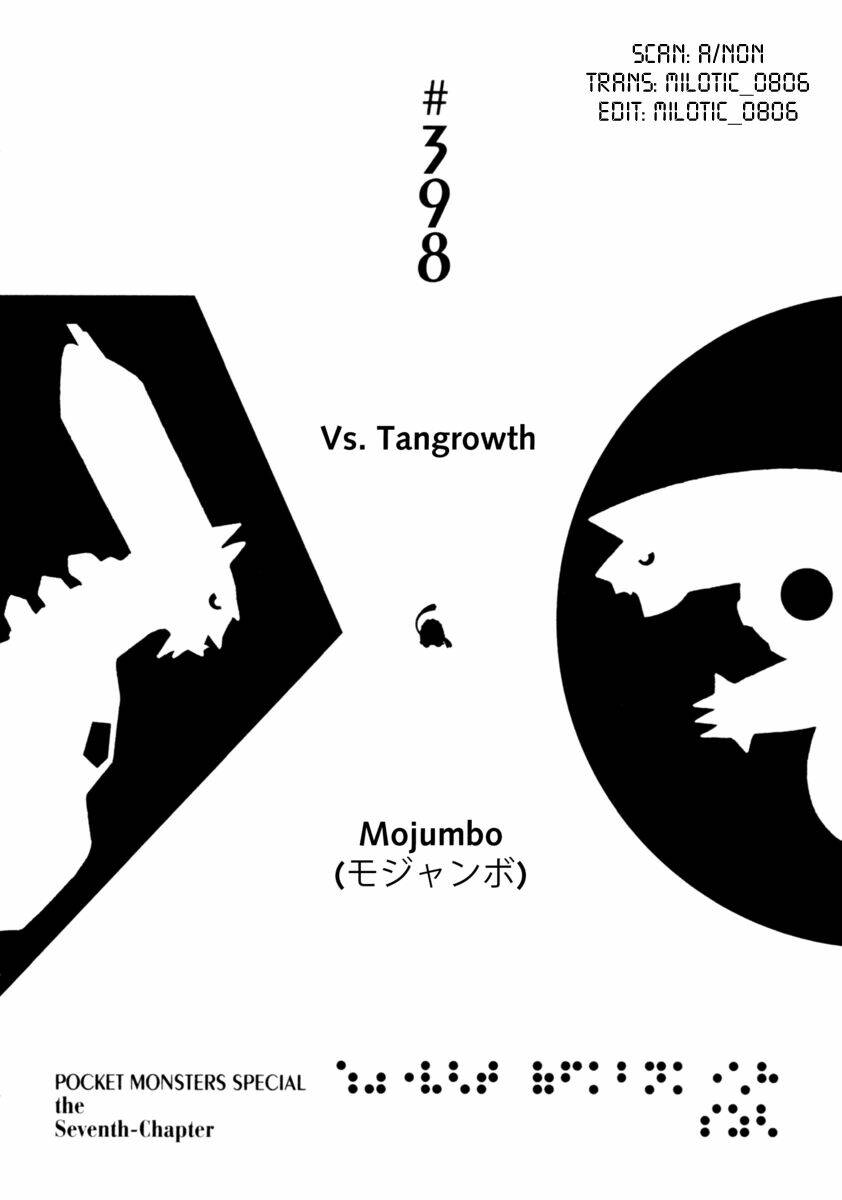 SCAN: A/NON
TRANS: MILOTIC_0806
EDIT: MILOTIC_0806
#398
Vs. Tangrowth
Mojumbo
(モジャンボ)
POCKET MONSTERS SPECIAL
the
Seventh-Chapter